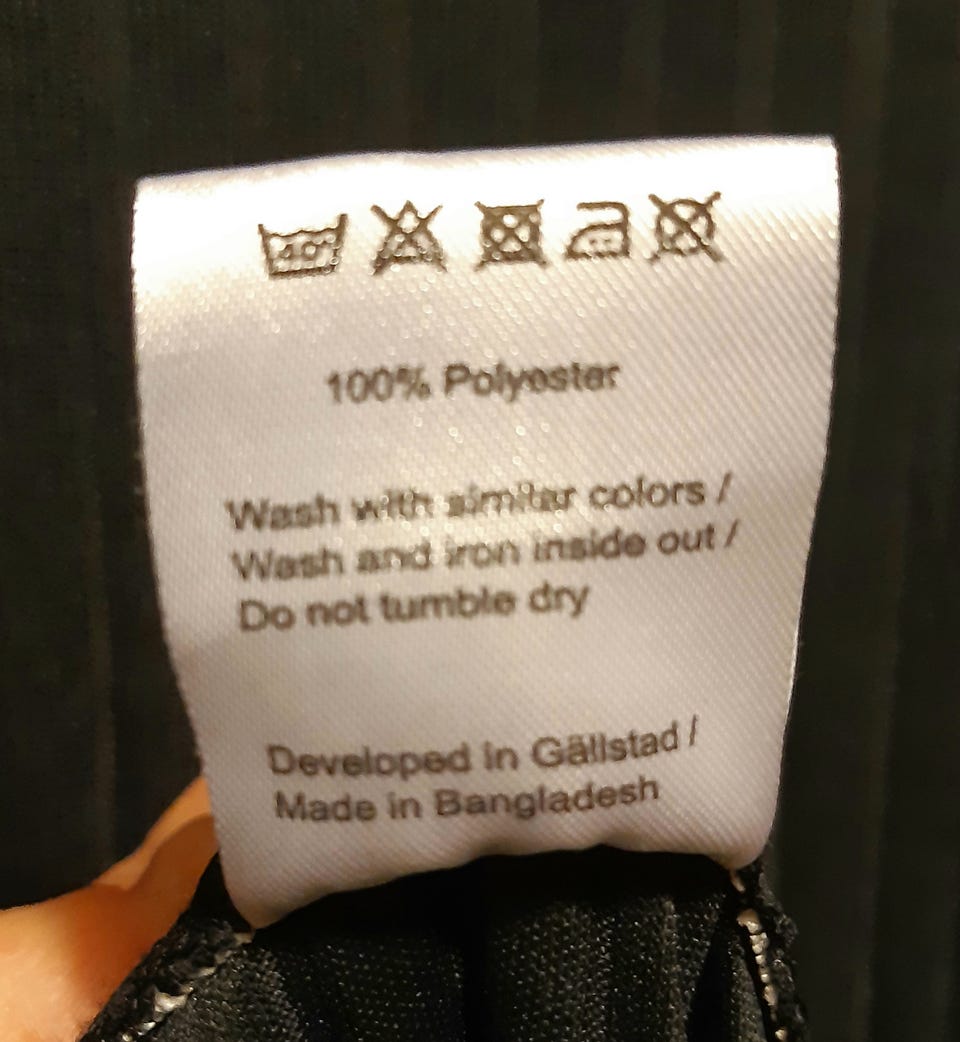 40°
100% Polyester
Wash with similar colors /
Wash and iron inside out /
Do not tumble dry
Developed in Gällstad /
Made in Bangladesh